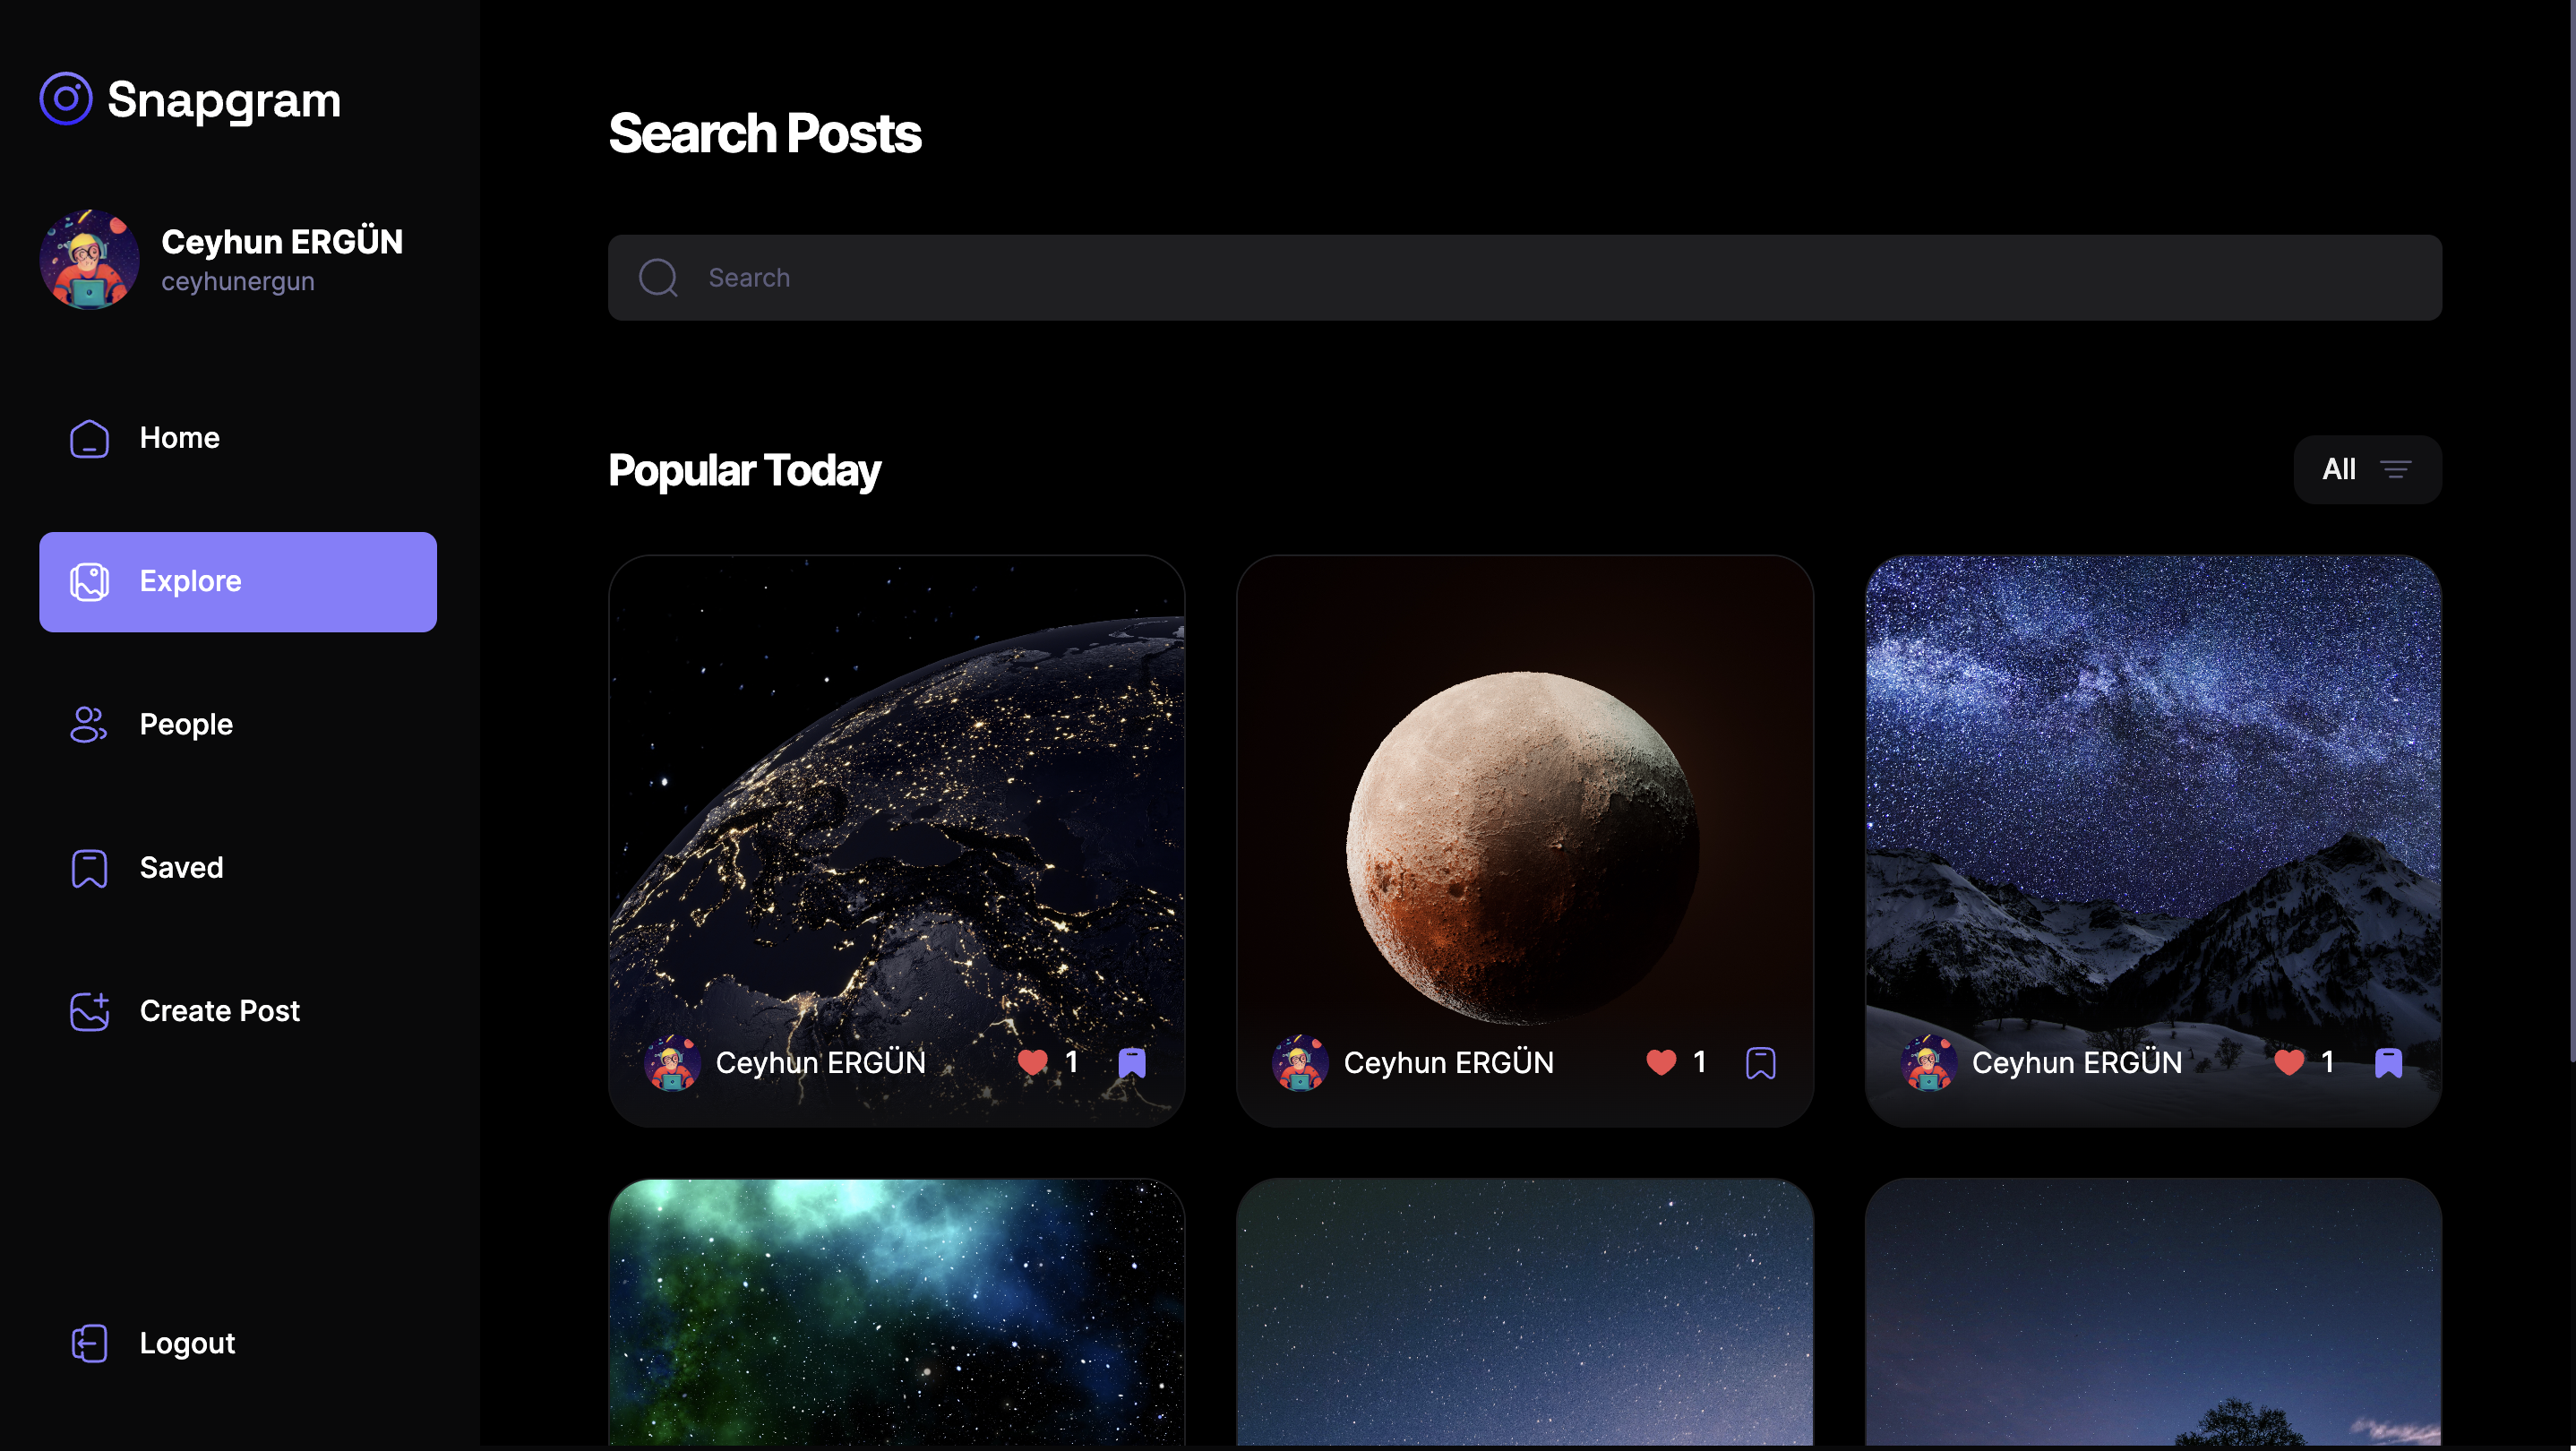 Snapgram
Ceyhun ERGÜN
ceyhunergun
Home
Explore
People
Saved
Create Post
Logout
Search Posts
Search
Popular Today
All
Ceyhun ERGÜN
1
Ceyhun ERGÜN
1
Ceyhun ERGÜN
1